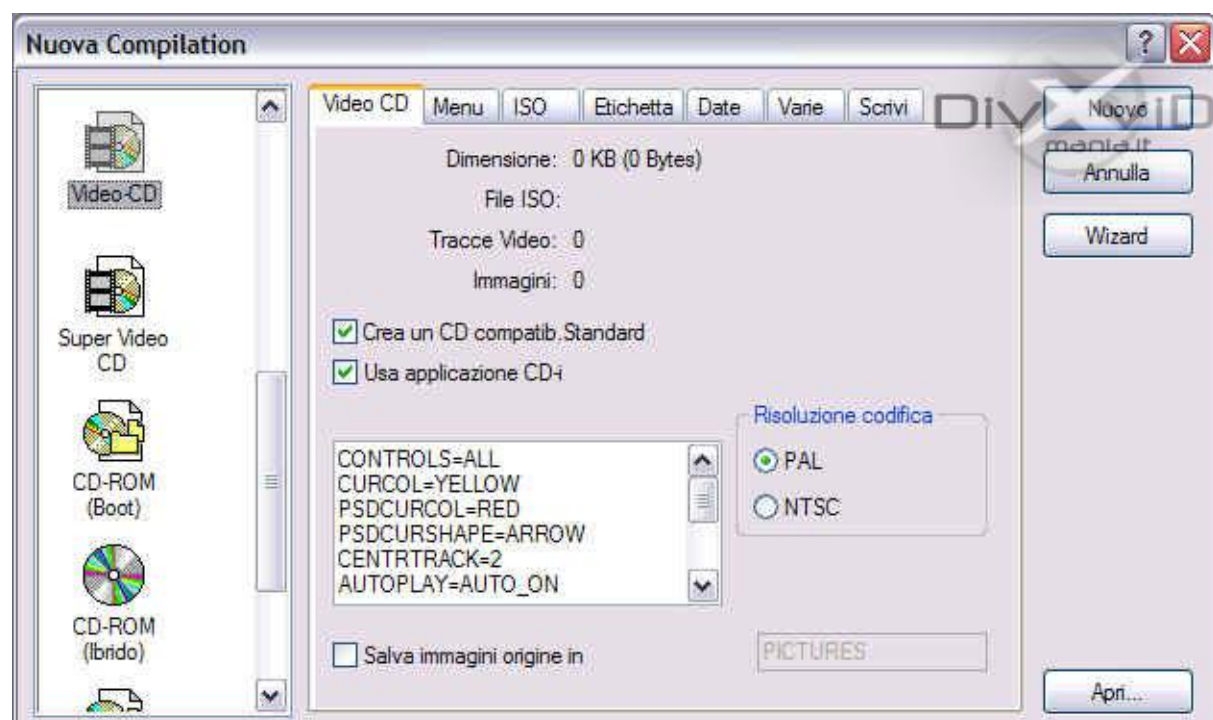 Nuova Compilation
Video CD
Menu
ISO
Etichetta
Date
Varie
Scrivi
Video-CD
Super Video
CD
CD-ROM
(Boot)
CD-ROM
(Ibrido)
Dimensione: 0 KB (0 Bytes)
File ISO:
Tracce Video: 0
Immagini: 0
Crea un CD compatib.Standard
Usa applicazione CD-i
CONTROLS=ALL
CURCOL=YELLOW
PSDCURCOL=RED
PSDCURSHAPE=ARROW
CENTRTRACK=2
AUTOPLAY=AUTO_ON
Risoluzione codifica
PAL
NTSC
Salva immagini origine in
PICTURES
Nuovo
Annulla
Wizard
Apri...
mania.it